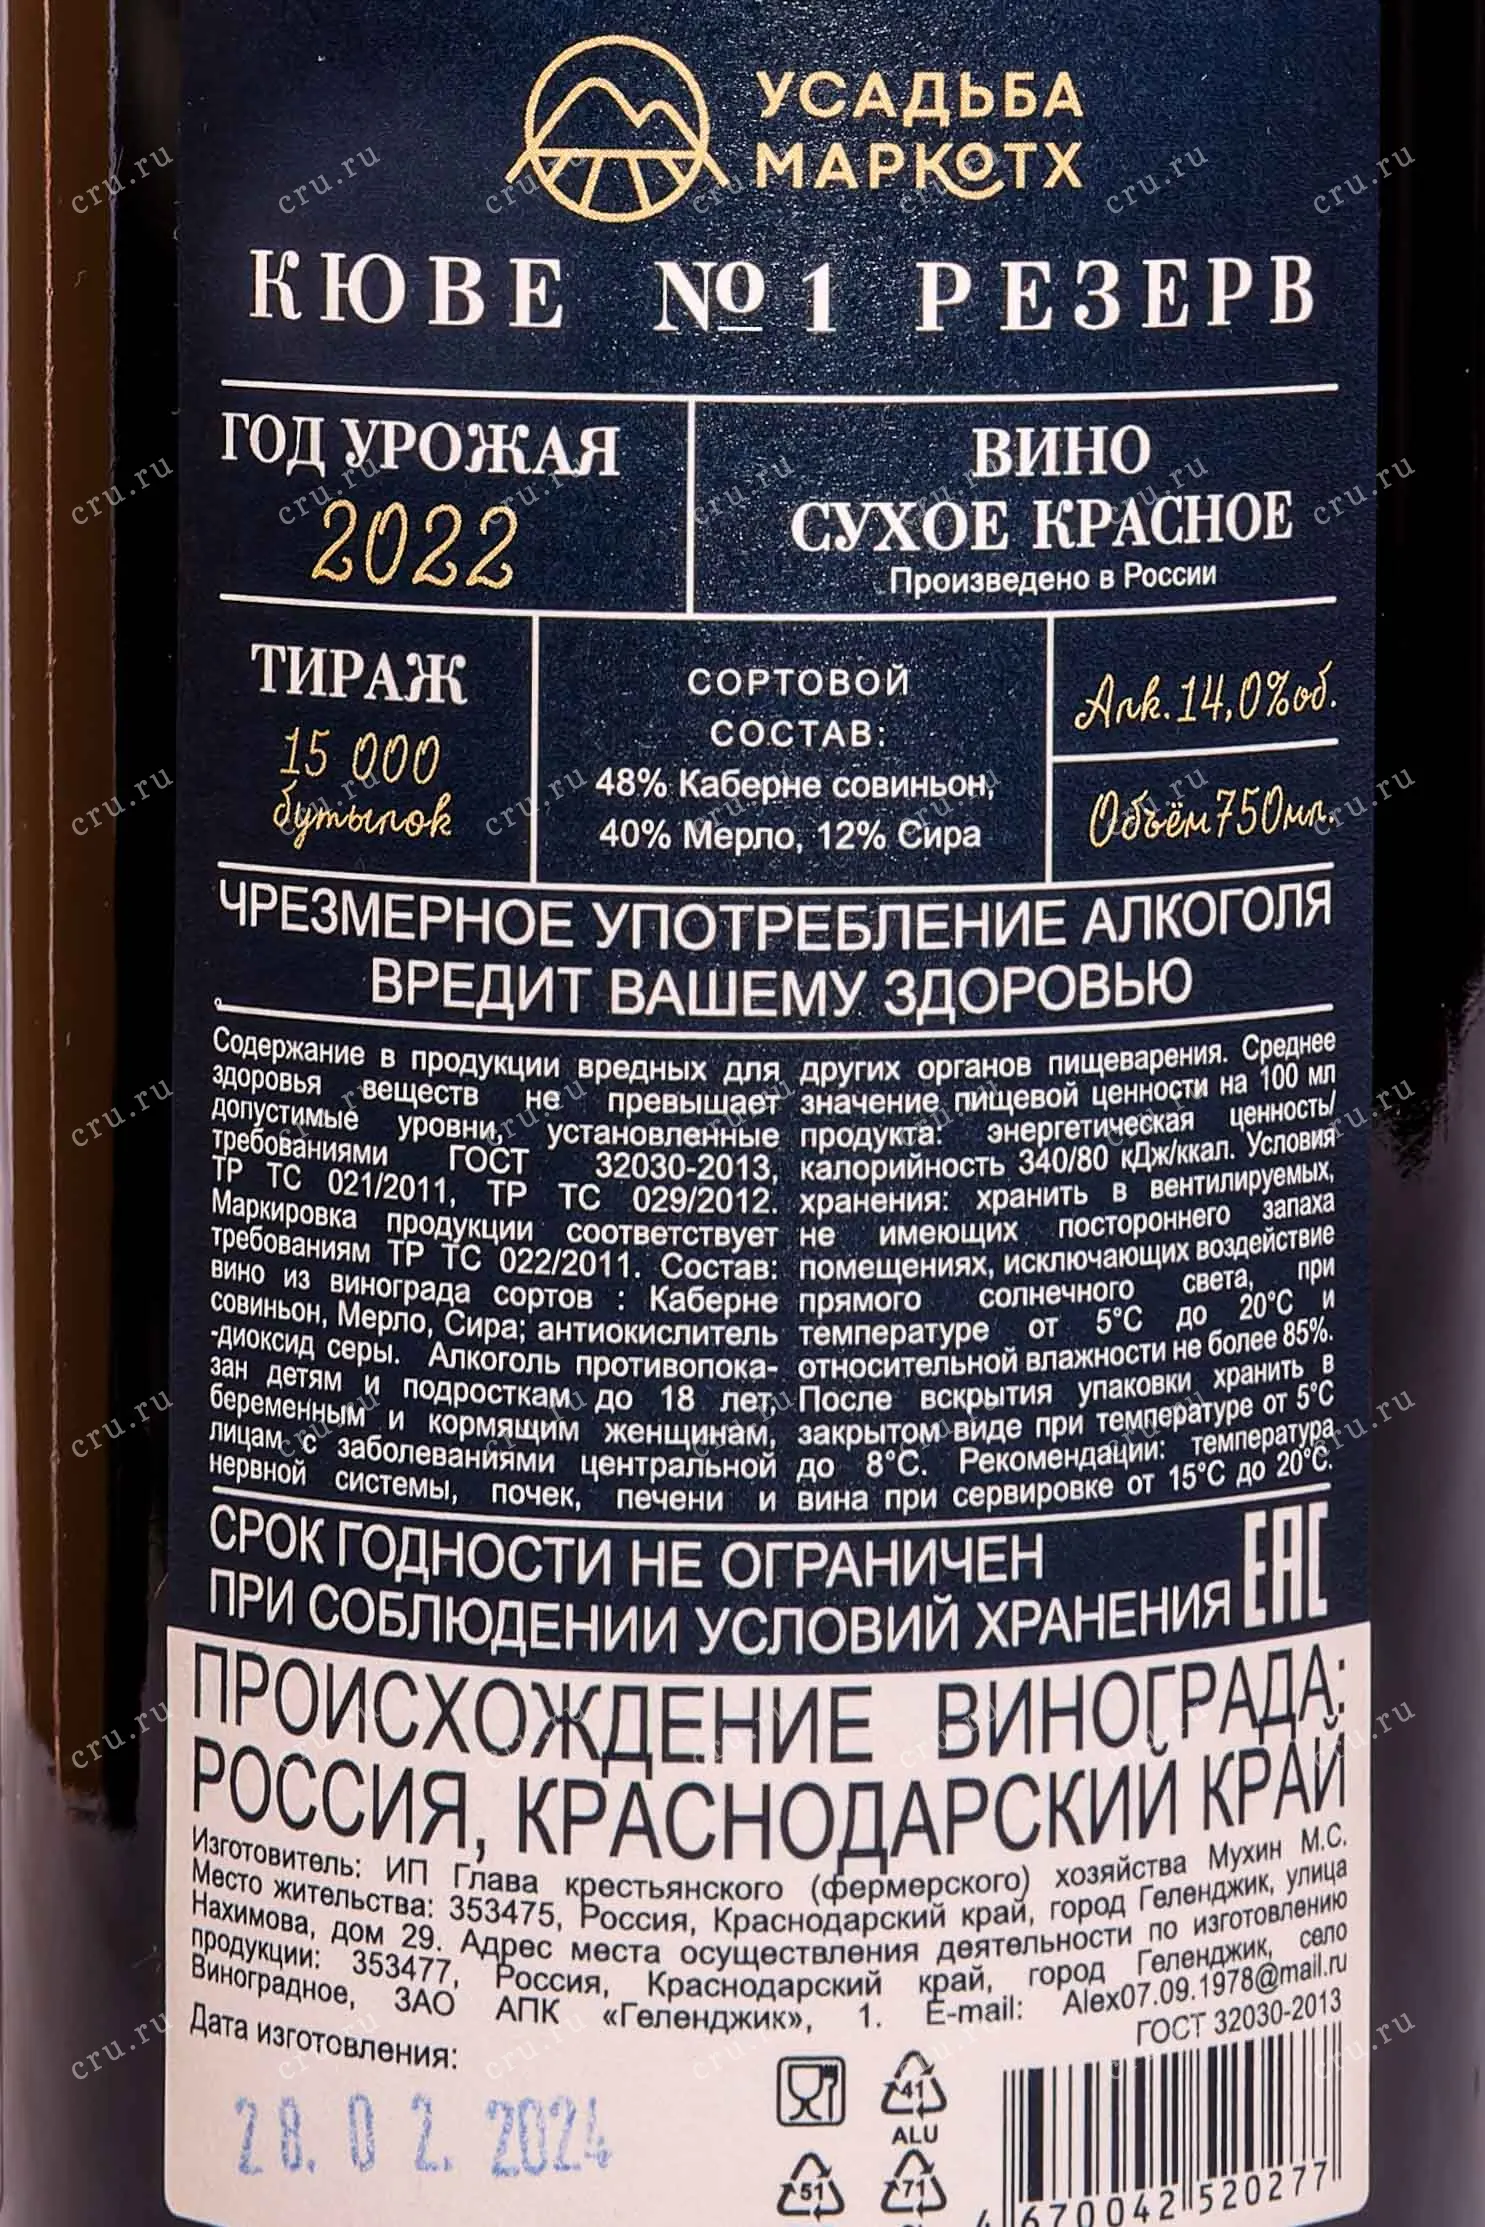 УСАДЬБА
МАРКОТХ
КЮВЕ №1 РЕЗЕРВ
ГОД УРОЖАЯ
2022
ВИНО
СУХОЕ КРАСНОЕ
Произведено в России
ТИРАЖ
15 000
бутылок
СОРТОВОЙ
СОСТАВ:
48% Каберне совиньон,
40% Мерло, 12% Сира
Алк. 14,0%об.
Объём 750мл.
ЧРЕЗМЕРНОЕ УПОТРЕБЛЕНИЕ АЛКОГОЛЯ
ВРЕДИТ ВАШЕМУ ЗДОРОВЬЮ
Содержание в продукции вредных для
здоровья веществ не превышает
допустимые уровни, установленные
требованиями ГОСТ 32030-2013,
ТР ТС 021/2011, ТР ТС 029/2012.
Маркировка продукции соответствует
требованиям ТР ТС 022/2011. Состав:
вино из винограда сортов : Каберне
совиньон, Мерло, Сира; антиокислитель
-диоксид серы. Алкоголь противопока-
зан детям и подросткам до 18 лет,
беременным и кормящим женщинам,
лицам с заболеваниями центральной
нервной системы, почек, печени и
других органов пищеварения. Среднее
значение пищевой ценности на 100 мл
продукта: энергетическая ценность/
калорийность 340/80 кДж/ккал. Условия
хранения: хранить в вентилируемых,
не имеющих постороннего запаха
помещениях, исключающих воздействие
прямого солнечного света, при
температуре от 5°С до 20°С и
относительной влажности не более 85%.
После вскрытия упаковки хранить в
закрытом виде при температуре от 5°С
до 8°С. Рекомендации: температура
вина при сервировке от 15°С до 20°С.
СРОК ГОДНОСТИ НЕ ОГРАНИЧЕН
ПРИ СОБЛЮДЕНИИ УСЛОВИЙ ХРАНЕНИЯ
ЕАС
ПРОИСХОЖДЕНИЕ ВИНОГРАДА:
РОССИЯ, КРАСНОДАРСКИЙ КРАЙ
Изготовитель: ИП Глава крестьянского (фермерского) хозяйства Мухин М.С.
Место жительства: 353475, Россия, Краснодарский край, город Геленджик, улица
Нахимова, дом 29. Адрес места осуществления деятельности по изготовлению
продукции: 353477, Россия, Краснодарский край, город Геленджик, село
Виноградное, ЗАО АПК «Геленджик», 1. E-mail: Alex07.09.1978@mail.ru
ГОСТ 32030-2013
Дата изготовления:
28.02.2024
41
ALU
51
71
4 670042 520277
cru.ru